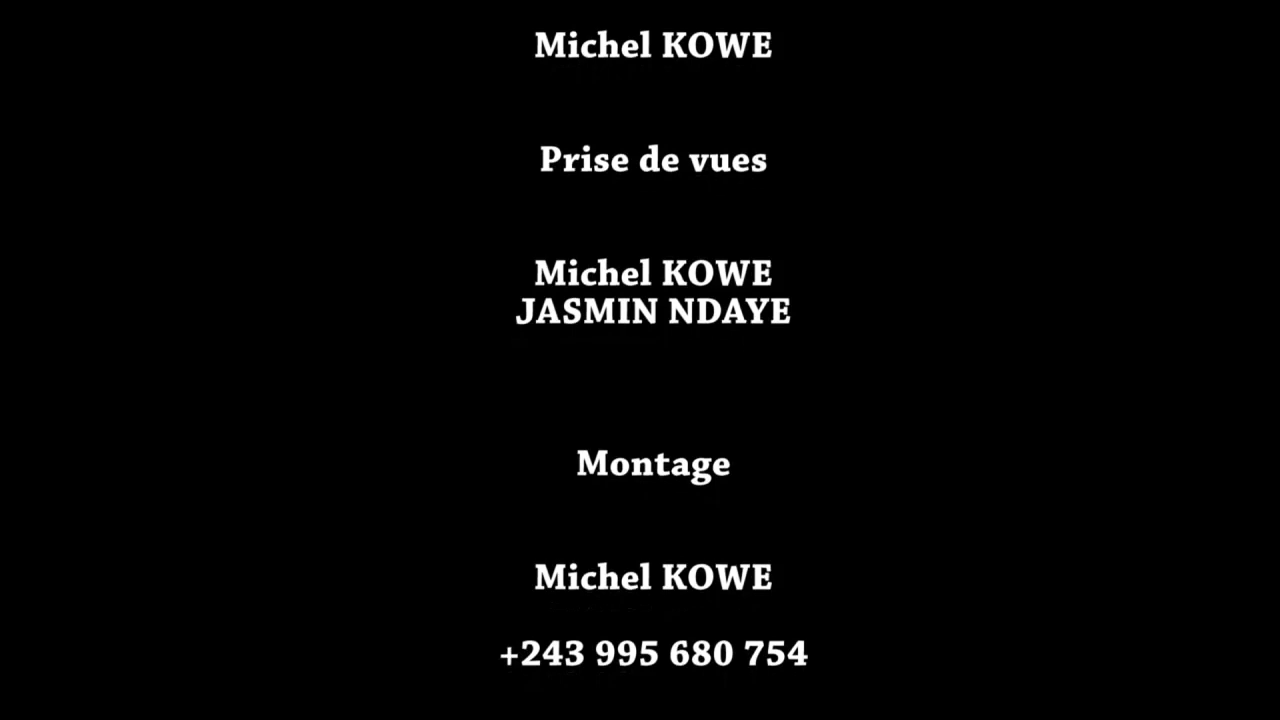 Michel KOWE
Prise de vues
Michel KOWE
JASMIN NDAYE
Montage
Michel KOWE
+243 995 680 754